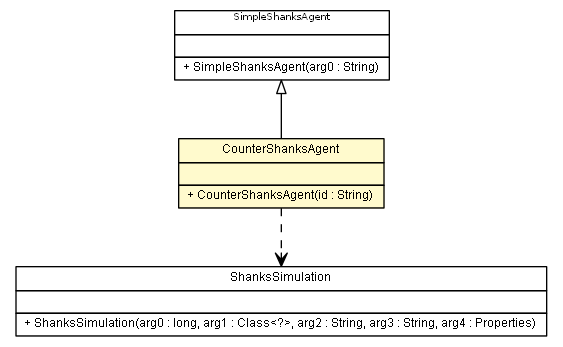 SimpleShanksAgent
+ SimpleShanksAgent(arg0 : String)
CounterShanksAgent
+ CounterShanksAgent(id : String)
ShanksSimulation
+ ShanksSimulation(arg0 : long, arg1 : Class<?>, arg2 : String, arg3 : String, arg4 : Properties)